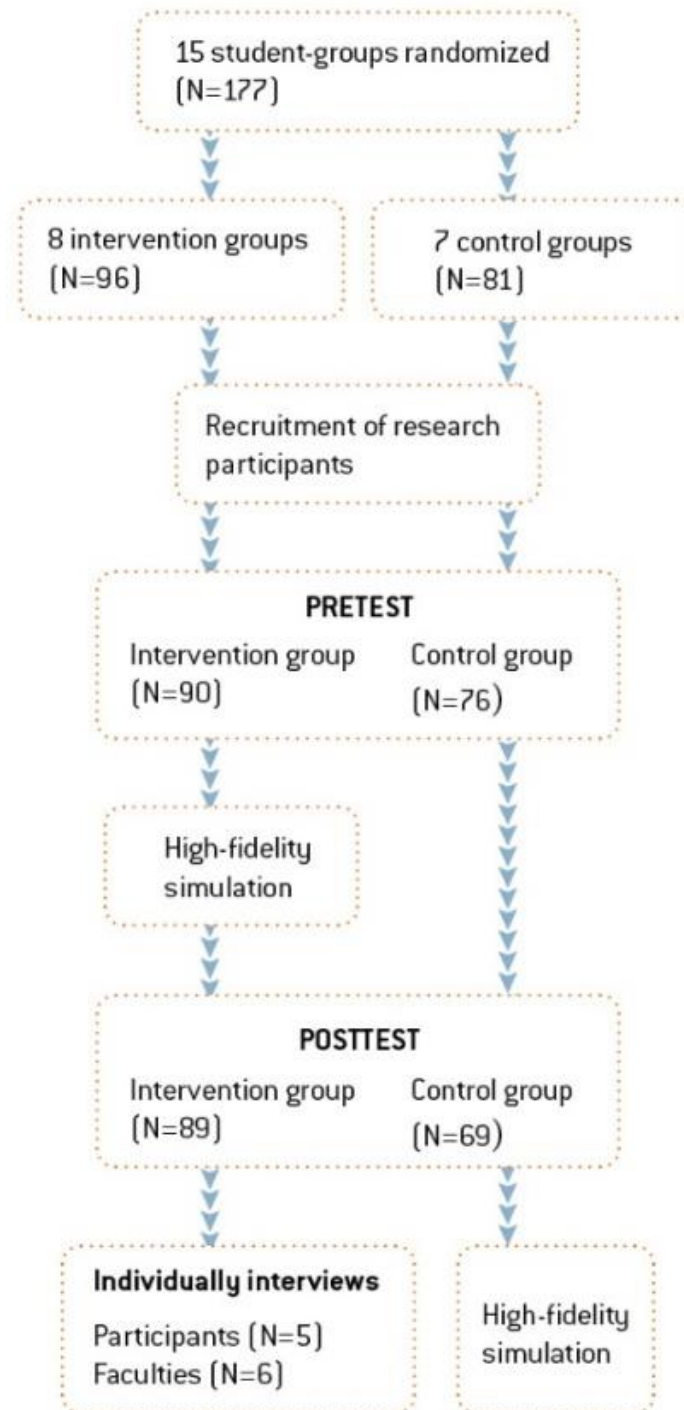 15 student-groups randomized
(N=177)
8 intervention groups
(N=96)
7 control groups
(N=81)
Recruitment of research
participants
PRETEST
Intervention group
(N=90)
Control group
(N=76)
High-fidelity
simulation
POSTTEST
Intervention group
(N=89)
Control group
(N=69)
Individually interviews
Participants (N=5)
Faculties (N=6)
High-fidelity
simulation